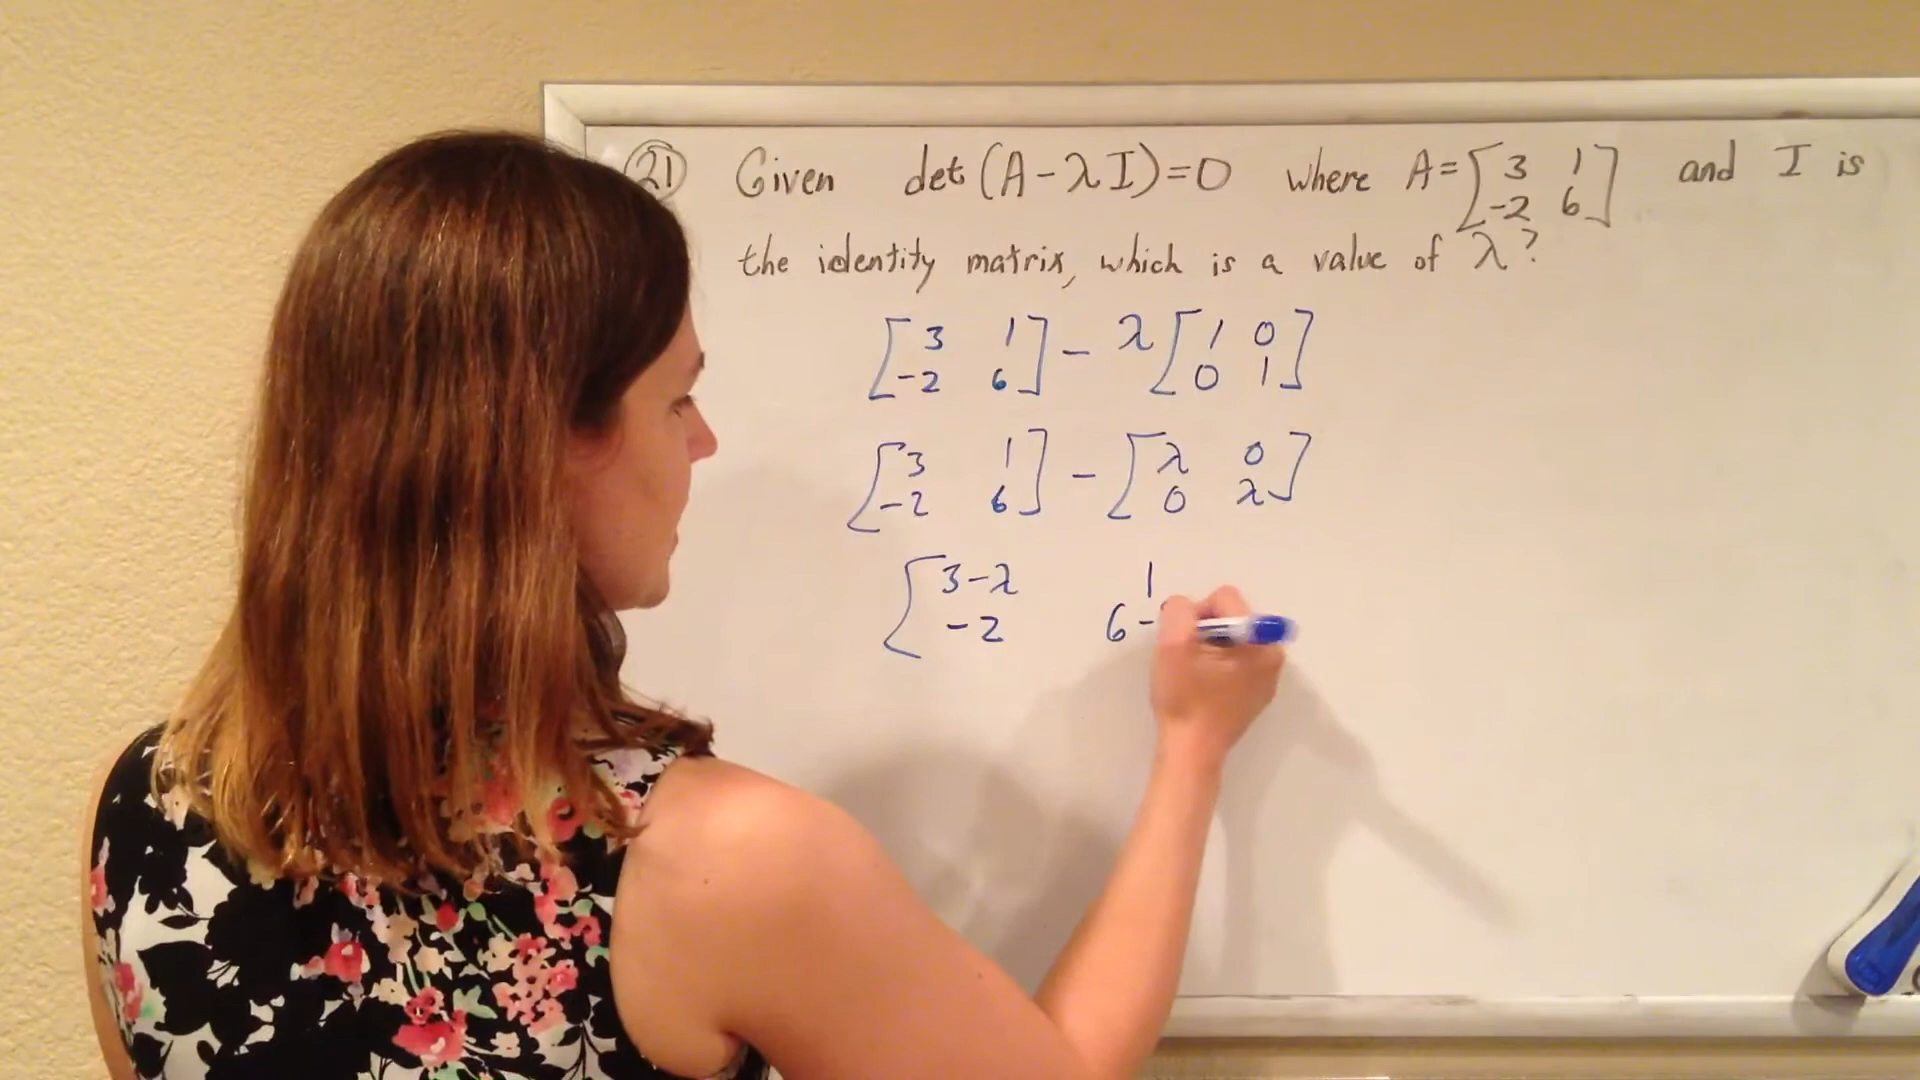 21 Given det (A - λI) = 0 where A = [3 1 and I is
-2 6]
the identity matrix, which is a value of λ?
[3 1] - λ[1 0]
[-2 6] [0 1]
[3 1] - [λ 0]
[-2 6] [0 λ]
[3-λ 1
-2 6-